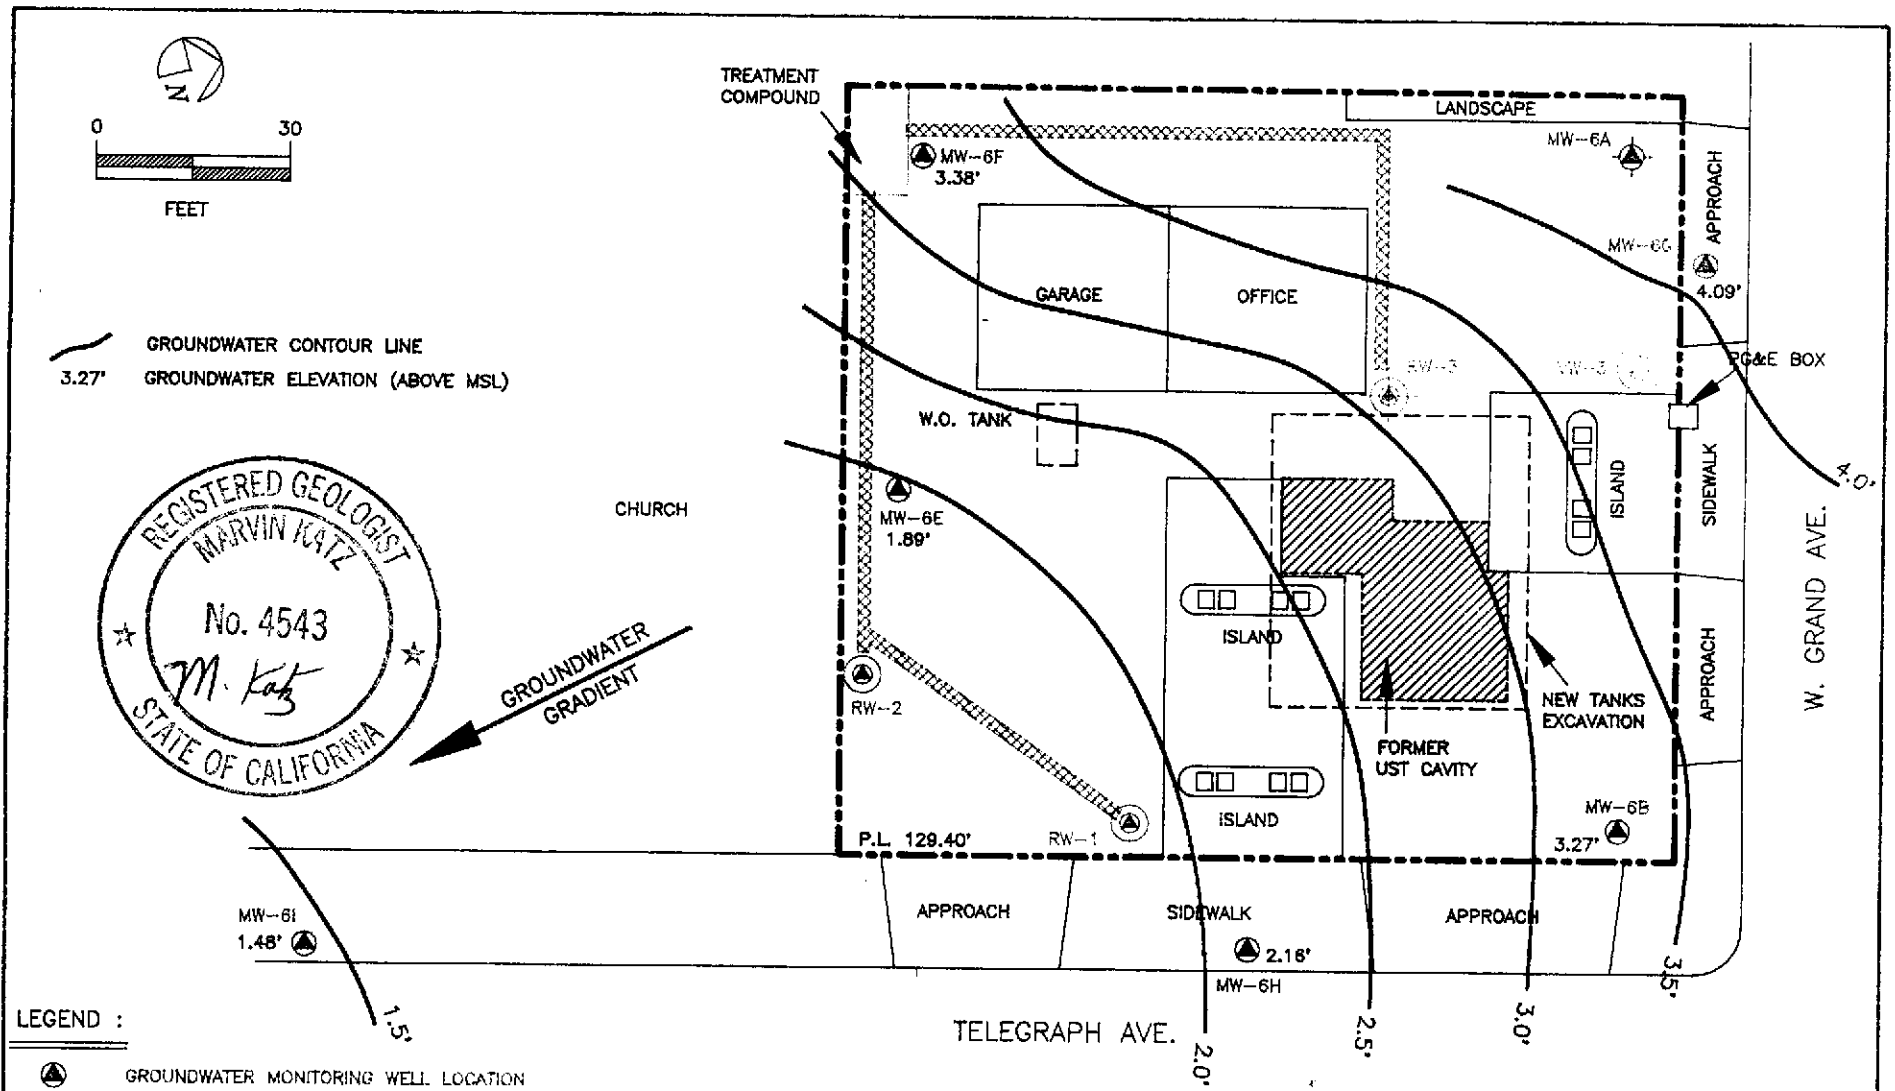 N
0 30
FEET
GROUNDWATER CONTOUR LINE
3.27' GROUNDWATER ELEVATION (ABOVE MSL)
REGISTERED GEOLOGIST
MARVIN KATZ
No. 4543
M. Katz
STATE OF CALIFORNIA
GROUNDWATER
GRADIENT
CHURCH
TREATMENT
COMPOUND
MW-6F
3.38'
LANDSCAPE
MW-6A
APPROACH
MW-6G
4.09'
GARAGE
OFFICE
RW-3
VW-3
PG&E BOX
W.O. TANK
MW-6E
1.89'
ISLAND
SIDEWALK
4.0'
W. GRAND AVE.
ISLAND
RW-2
APPROACH
NEW TANKS
EXCAVATION
FORMER
UST CAVITY
ISLAND
MW-6B
3.27'
P.L. 129.40'
RW-1
APPROACH
SIDEWALK
APPROACH
MW-6I
1.48'
2.16'
MW-6H
3.5'
3.0'
2.5'
2.0'
1.5'
TELEGRAPH AVE.
LEGEND :
GROUNDWATER MONITORING WELL LOCATION